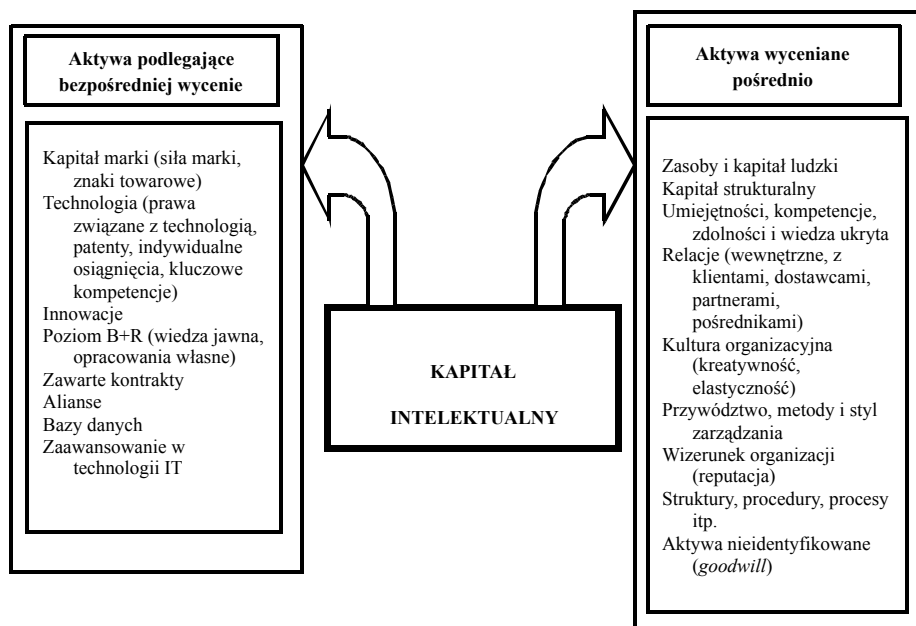 Aktywa podlegające
bezpośredniej wycenie
Kapitał marki (siła marki,
znaki towarowe)
Technologia (prawa
związane z technologią,
patenty, indywidualne
osiągnięcia, kluczowe
kompetencje)
Innowacje
Poziom B+R (wiedza jawna,
opracowania własne)
Zawarte kontrakty
Alianse
Bazy danych
Zaawansowanie w
technologii IT
KAPITAŁ
INTELEKTUALNY
Aktywa wyceniane
pośrednio
Zasoby i kapitał ludzki
Kapitał strukturalny
Umiejętności, kompetencje,
zdolności i wiedza ukryta
Relacje (wewnętrzne, z
klientami, dostawcami,
partnerami,
pośrednikami)
Kultura organizacyjna
(kreatywność,
elastyczność)
Przywództwo, metody i styl
zarządzania
Wizerunek organizacji
(reputacja)
Struktury, procedury, procesy
itp.
Aktywa nieidentyfikowane
(goodwill)